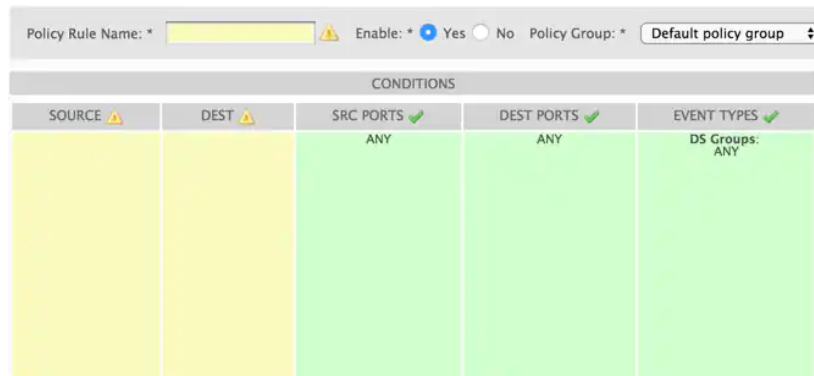 Policy Rule Name: * Enable: * Yes No Policy Group: * Default policy group
CONDITIONS
SOURCE DEST SRC PORTS DEST PORTS EVENT TYPES
ANY ANY DS Groups:
ANY